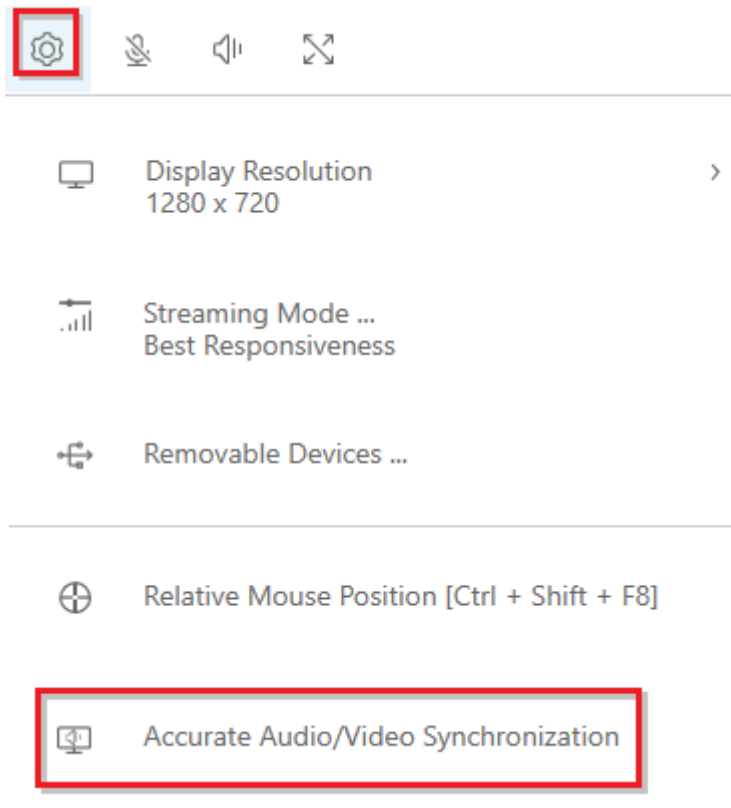 Display Resolution
1280 x 720
Streaming Mode ...
Best Responsiveness
Removable Devices ...
Relative Mouse Position [Ctrl + Shift + F8]
Accurate Audio/Video Synchronization